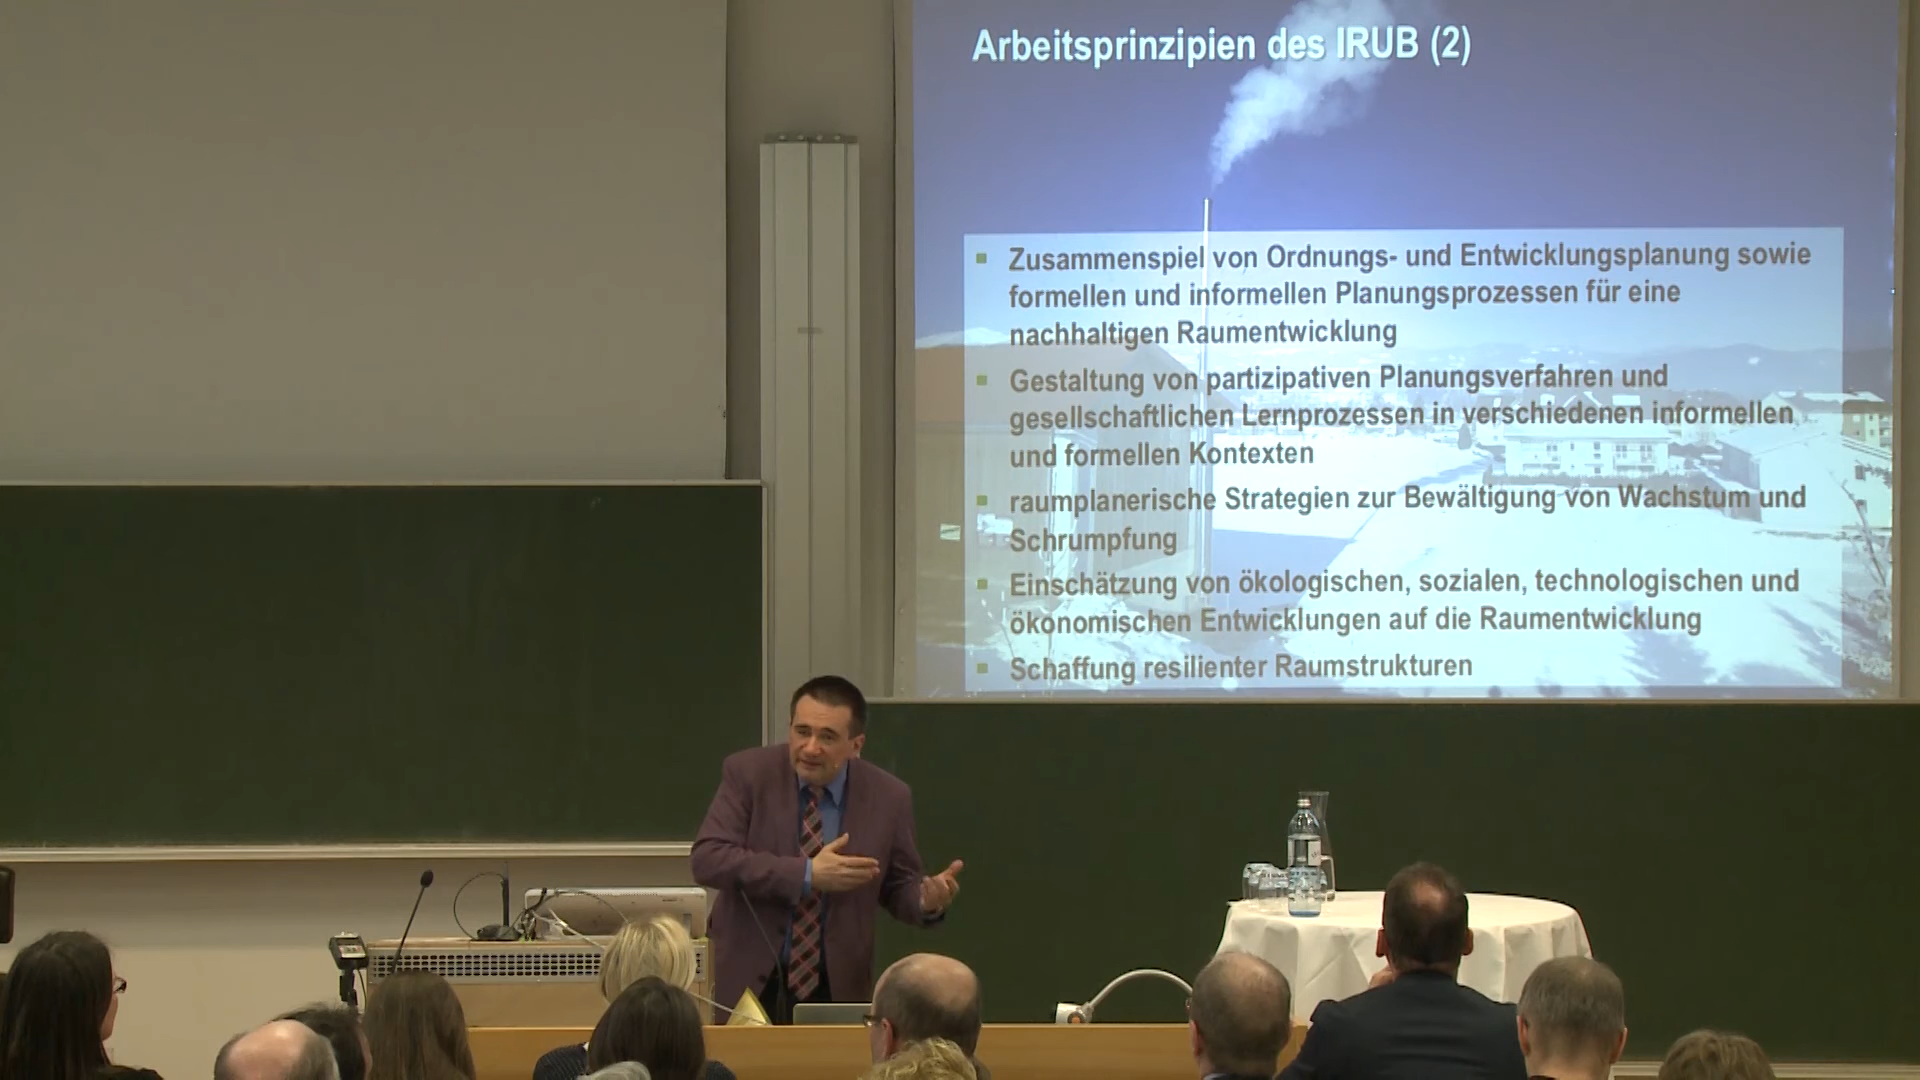 Arbeitsprinzipien des IRUB (2)
Zusammenspiel von Ordnungs- und Entwicklungsplanung sowie
formellen und informellen Planungsprozessen für eine
nachhaltigen Raumentwicklung
Gestaltung von partizipativen Planungsverfahren und
gesellschaftlichen Lernprozessen in verschiedenen informellen
und formellen Kontexten
raumplanerische Strategien zur Bewältigung von Wachstum und
Schrumpfung
Einschätzung von ökologischen, sozialen, technologischen und
ökonomischen Entwicklungen auf die Raumentwicklung
Schaffung resilienter Raumstrukturen